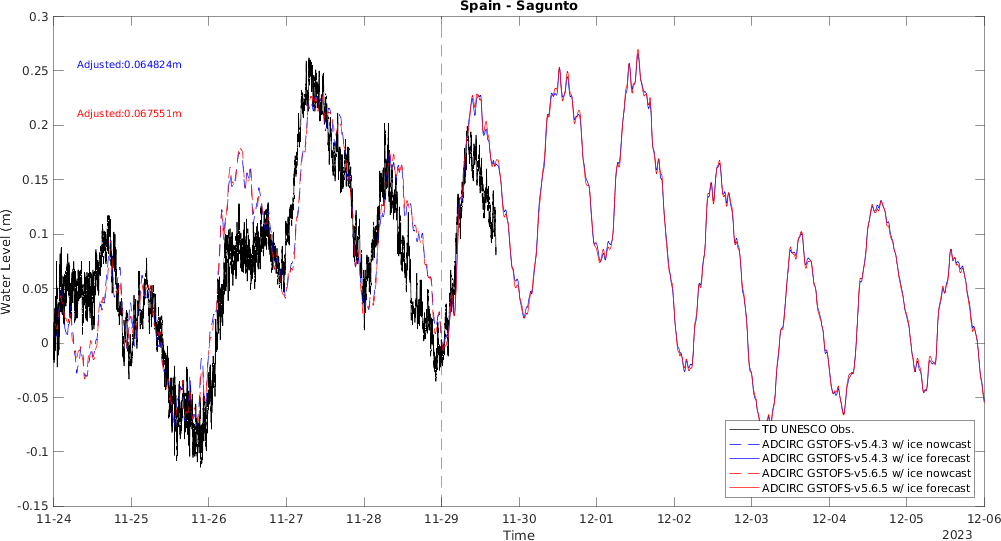 Spain - Sagunto
0.3
0.25
0.2
0.15
0.1
0.05
0
-0.05
-0.1
-0.15
Water Level (m)
Adjusted:0.064824m
Adjusted:0.067551m
TD UNESCO Obs.
ADCIRC GSTOFS-v5.4.3 w/ ice nowcast
ADCIRC GSTOFS-v5.4.3 w/ ice forecast
ADCIRC GSTOFS-v5.6.5 w/ ice nowcast
ADCIRC GSTOFS-v5.6.5 w/ ice forecast
11-24 11-25 11-26 11-27 11-28 11-29 11-30 12-01 12-02 12-03 12-04 12-05 12-06
Time
2023